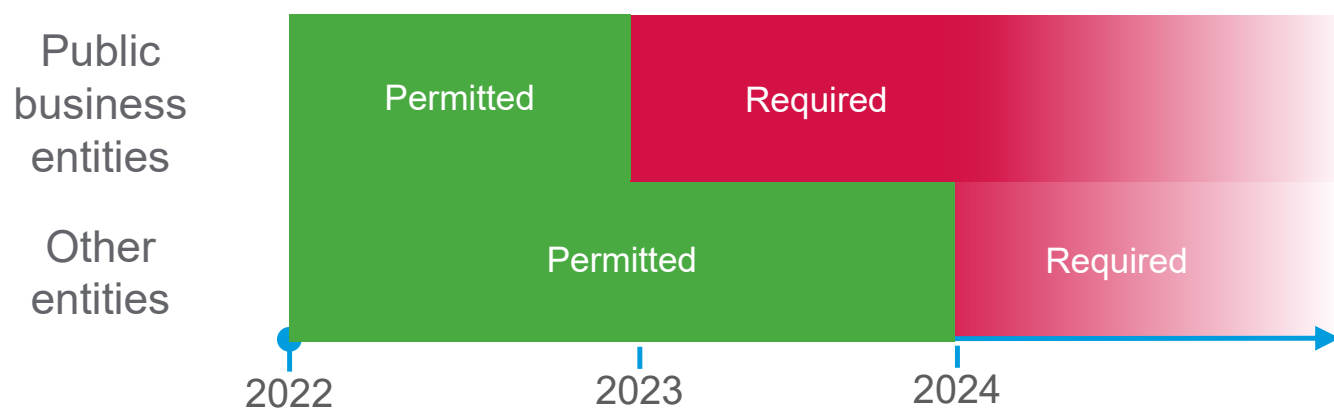 Public
business
entities
Permitted
Required
Other
entities
Permitted
Required
2022
2023
2024